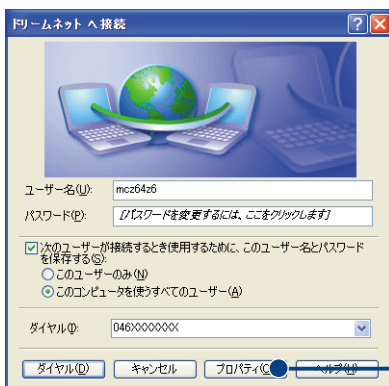 ドリームネット へ接続
ユーザー名(U):
mcz64z6
パスワード(P):
[パスワードを変更するには、ここをクリックします]
次のユーザーが接続するとき使用するために、このユーザー名とパスワード
を保存する(S):
このユーザーのみ(N)
このコンピュータを使うすべてのユーザー(A)
ダイヤル(I):
046XXXXXXX
ダイヤル(D) キャンセル プロパティ(O) ヘルプ(H)